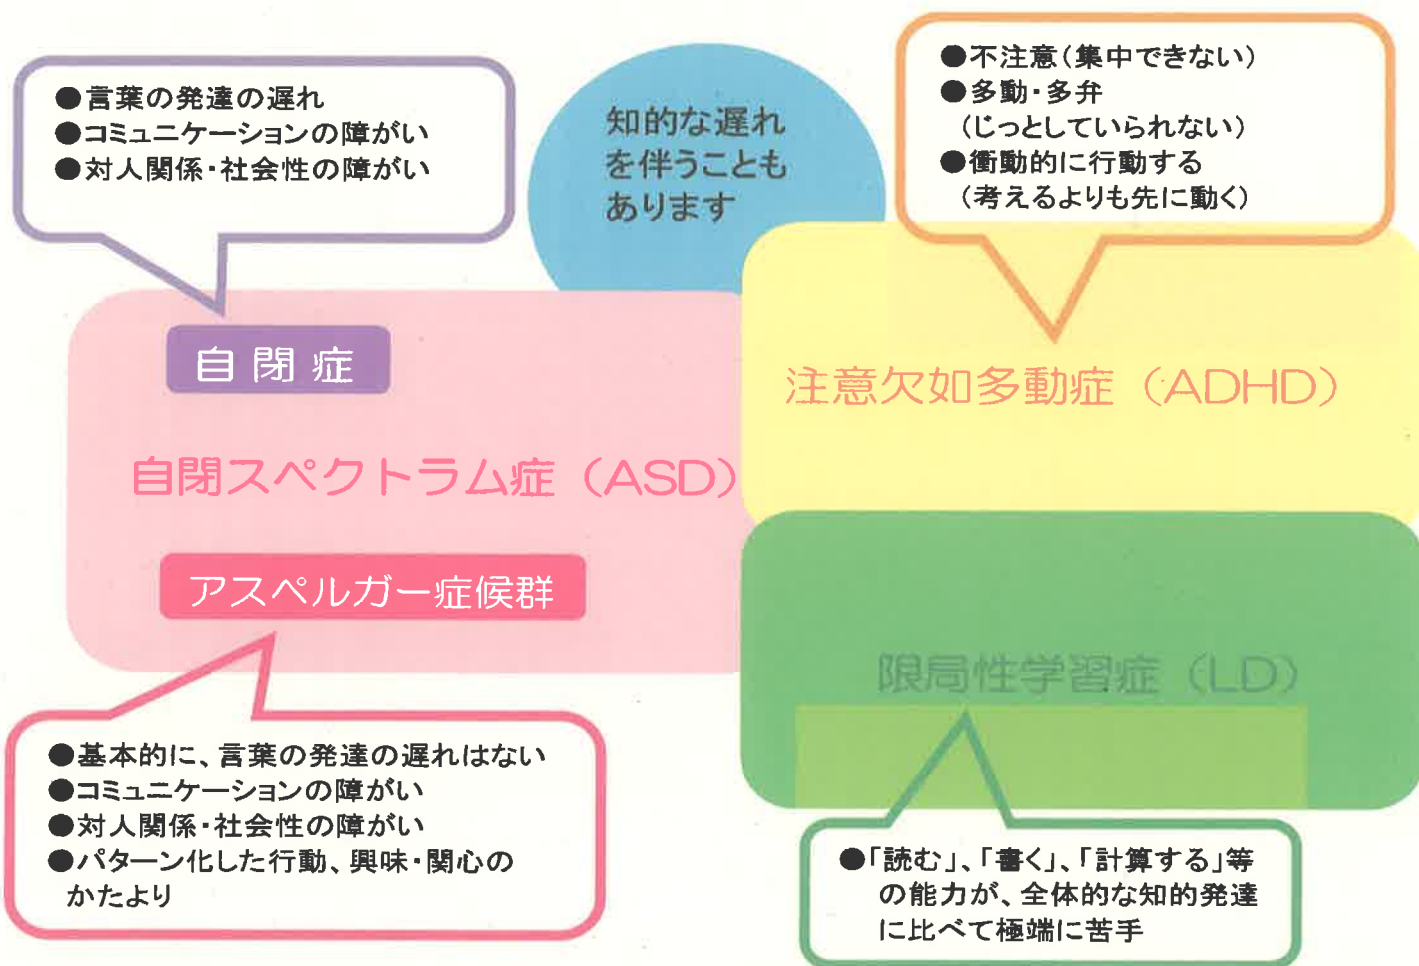 ●言葉の発達の遅れ
●コミュニケーションの障がい
●対人関係・社会性の障がい
知的な遅れ
を伴うことも
あります
●不注意(集中できない)
●多動・多弁
(じっとしていられない)
●衝動的に行動する
(考えるよりも先に動く)
自閉症
自閉スペクトラム症(ASD)
アスペルガー症候群
注意欠如多動症(ADHD)
限局性学習症(LD)
●基本的に、言葉の発達の遅れはない
●コミュニケーションの障がい
●対人関係・社会性の障がい
●パターン化した行動、興味・関心の
かたより
●「読む」、「書く」、「計算する」等
の能力が、全体的な知的発達
に比べて極端に苦手